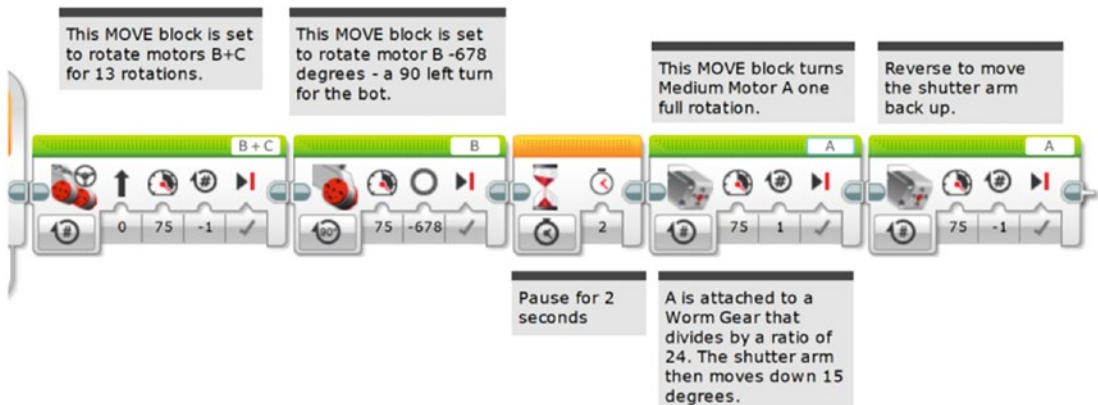 This MOVE block is set
to rotate motors B+C
for 13 rotations.
This MOVE block is set
to rotate motor B -678
degrees - a 90 left turn
for the bot.
This MOVE block turns
Medium Motor A one
full rotation.
Reverse to move
the shutter arm
back up.
B + C
B
A
A
#
#
#
# 0 75 -1
90° 75 -678
2
# 75 1
# 75 -1
Pause for 2
seconds
A is attached to a
Worm Gear that
divides by a ratio of
24. The shutter arm
then moves down 15
degrees.